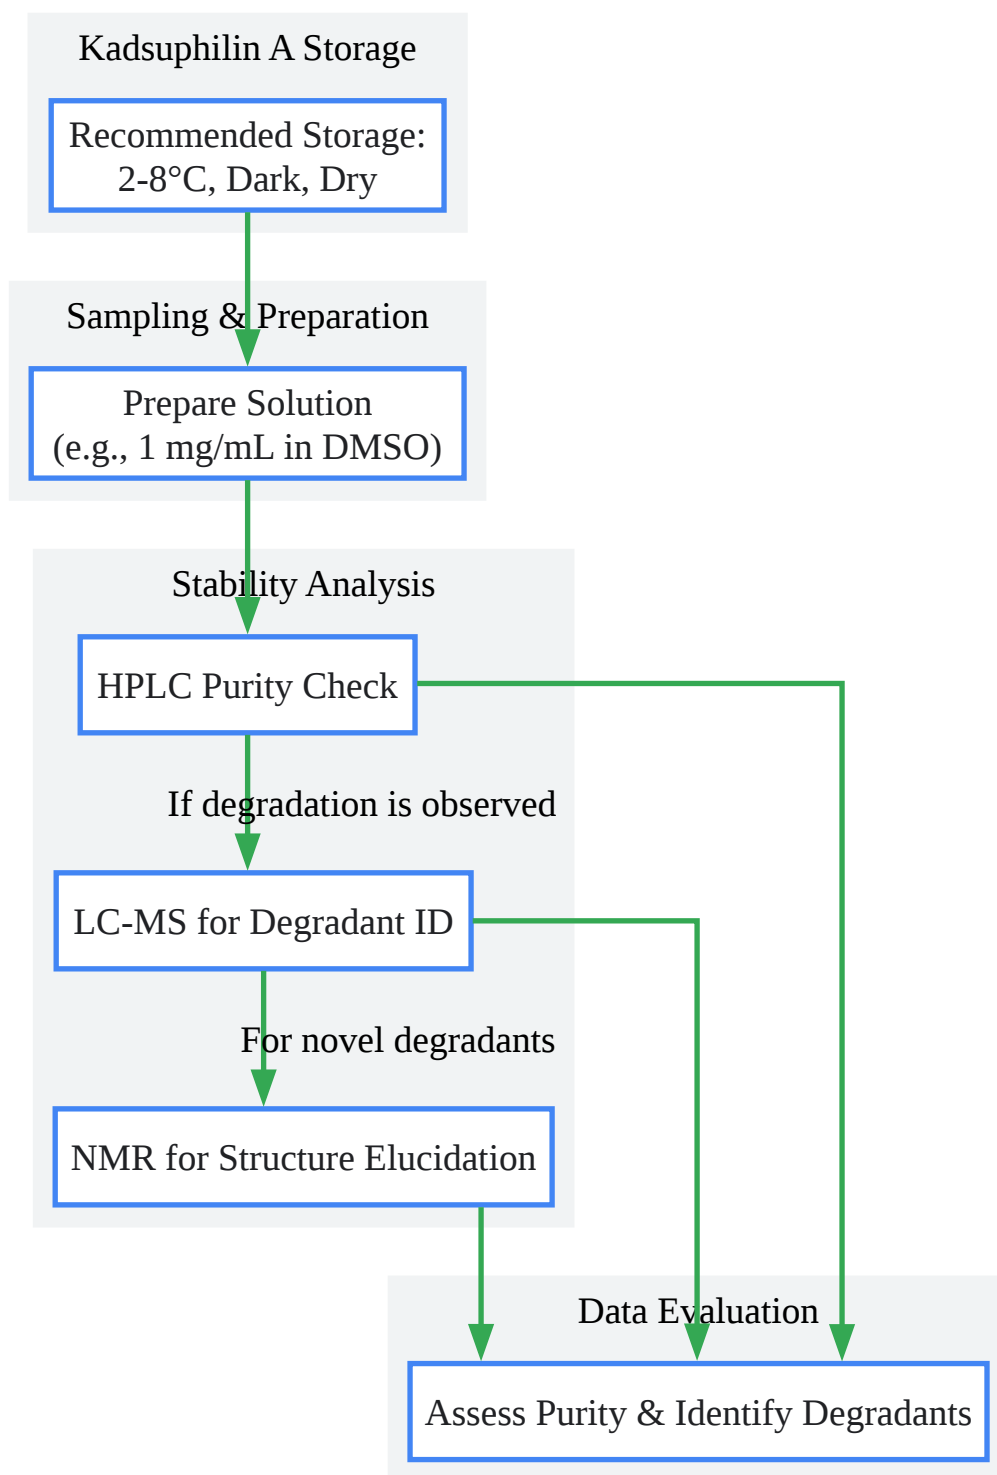 Kadsuphilin A Storage
Recommended Storage:
2-8°C, Dark, Dry
Sampling & Preparation
Prepare Solution
(e.g., 1 mg/mL in DMSO)
Stability Analysis
HPLC Purity Check
If degradation is observed
LC-MS for Degradant ID
For novel degradants
NMR for Structure Elucidation
Data Evaluation
Assess Purity & Identify Degradants